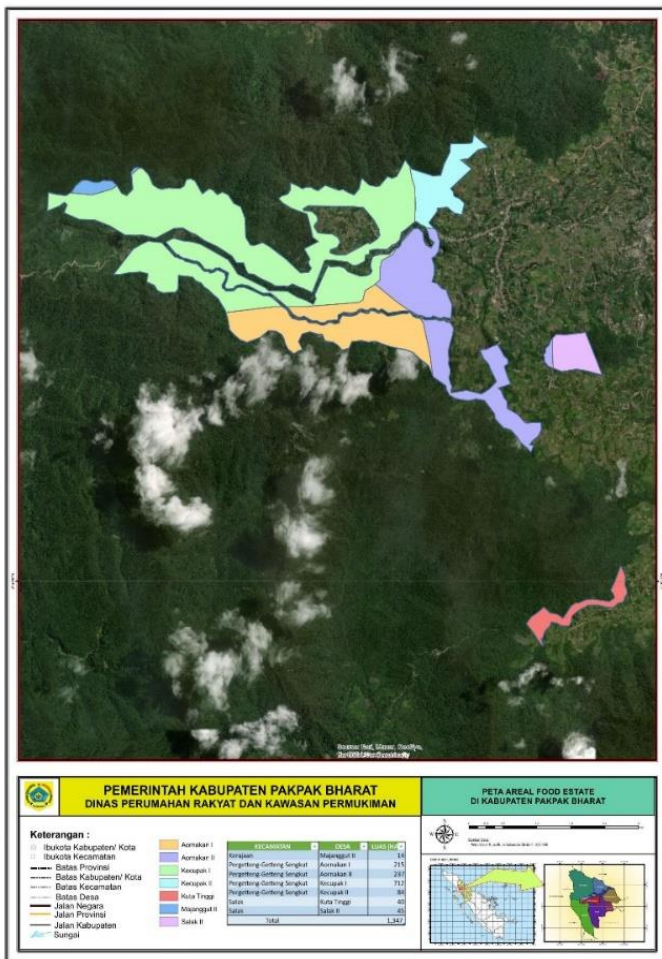 PEMERINTAH KABUPATEN PAKPAK BHARAT
DINAS PERUMAHAN RAKYAT DAN KAWASAN PERMUKIMAN
PETA AREAL FOOD ESTATE
DI KABUPATEN PAKPAK BHARAT
Keterangan :
Ibukota Kabupaten/ Kota
Ibukota Kecamatan
Batas Provinsi
Batas Kabupaten/ Kota
Batas Kecamatan
Batas Desa
Jalan Negara
Jalan Provinsi
Jalan Kabupaten
Sungai
Aornakan I
Aornakan II
Kecupak I
Kecupak II
Kuta Tinggi
Majanggut II
Salak II
KECAMATAN DESA LUAS (HA)
Kerajaan Majanggut II 14
Pergetteng-Getteng Sengkut Aornakan I 215
Pergetteng-Getteng Sengkut Aornakan II 237
Pergetteng-Getteng Sengkut Kecupak I 712
Pergetteng-Getteng Sengkut Kecupak II 84
Salak Kuta Tinggi 40
Salak Salak II 45
Total 1,347